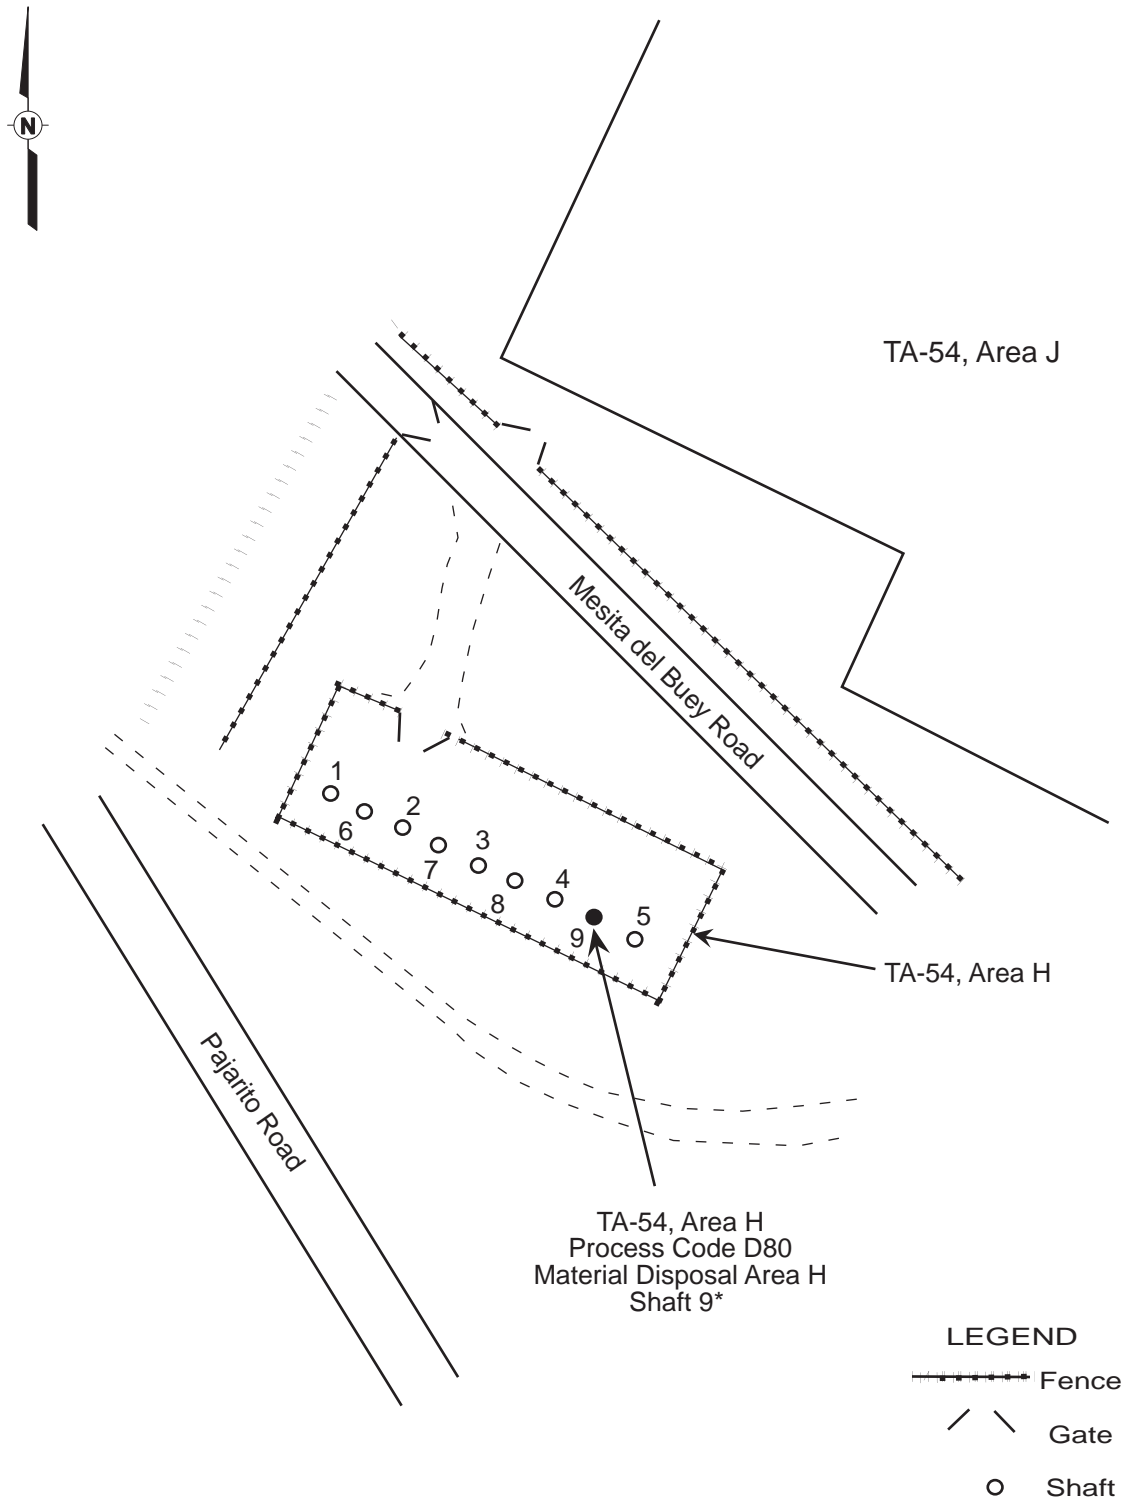 N
TA-54, Area J
Mesita del Buey Road
1
2
6
3
7
4
8
5
9
TA-54, Area H
Pajarito Road
TA-54, Area H
Process Code D80
Material Disposal Area H
Shaft 9*
LEGEND
Fence
Gate
Shaft